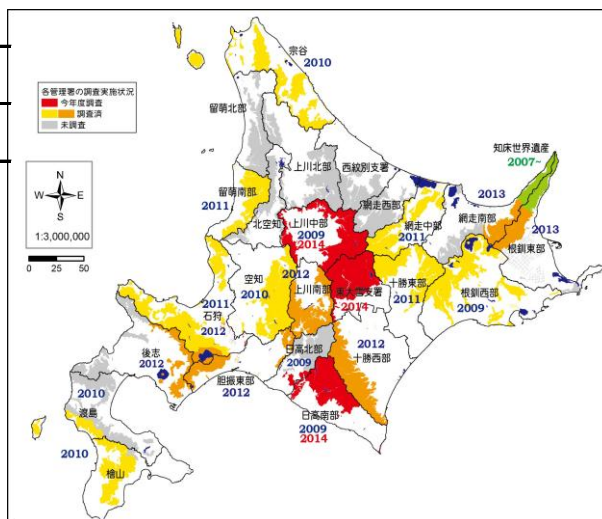 宗谷
2010
各管理署の調査実施状況
今年度調査
調査済
未調査
留萌北部
知床世界遺産
2007~
上川北部
西紋別支署
N
W E
S
1:3,000,000
0 25 50
留萌南部
2011
北空知
上川中部
2009
2014
網走西部
網走中部
2011
2013
網走南部
2013
根釧東部
2012
空知
2010
上川南部
東大雪支署
2014
十勝東部
2011
根釧西部
2009
2011
石狩
2012
後志
2012
日高北部
2009
2012
十勝西部
胆振東部
2012
2010
渡島
日高南部
2009
2014
2010
檜山